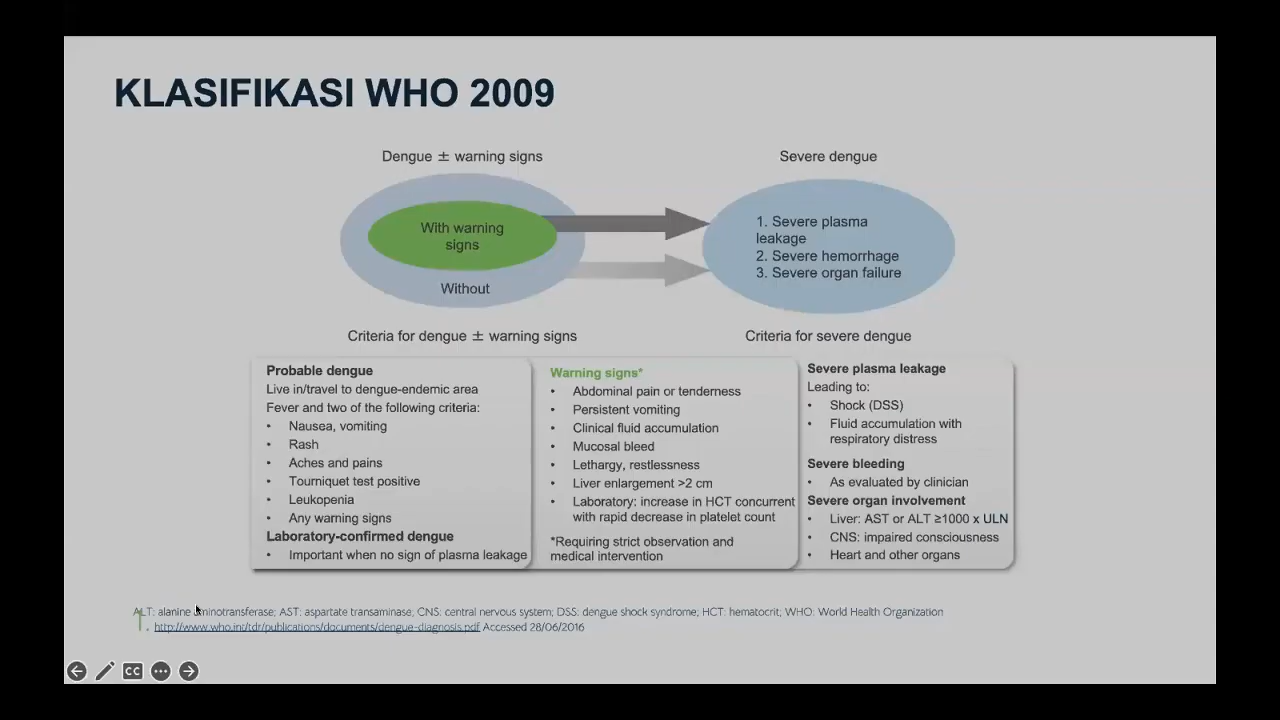 KLASIFIKASI WHO 2009
Dengue ± warning signs
With warning
signs
Without
Severe dengue
1. Severe plasma
leakage
2. Severe hemorrhage
3. Severe organ failure
Criteria for dengue ± warning signs
Criteria for severe dengue
Probable dengue
Live in/travel to dengue-endemic area
Fever and two of the following criteria:
• Nausea, vomiting
• Rash
• Aches and pains
• Tourniquet test positive
• Leukopenia
• Any warning signs
Laboratory-confirmed dengue
• Important when no sign of plasma leakage
Warning signs*
• Abdominal pain or tenderness
• Persistent vomiting
• Clinical fluid accumulation
• Mucosal bleed
• Lethargy, restlessness
• Liver enlargement >2 cm
• Laboratory: increase in HCT concurrent
with rapid decrease in platelet count
*Requiring strict observation and
medical intervention
Severe plasma leakage
Leading to:
• Shock (DSS)
• Fluid accumulation with
respiratory distress
Severe bleeding
• As evaluated by clinician
Severe organ involvement
• Liver: AST or ALT ≥1000 x ULN
• CNS: impaired consciousness
• Heart and other organs
ALT: alanine aminotransferase; AST: aspartate transaminase; CNS: central nervous system; DSS: dengue shock syndrome; HCT: hematocrit; WHO: World Health Organization
1. http://www.who.ini/tdr/publications/documents/dengue-diagnosis.pdf Accessed 28/06/2016
CC